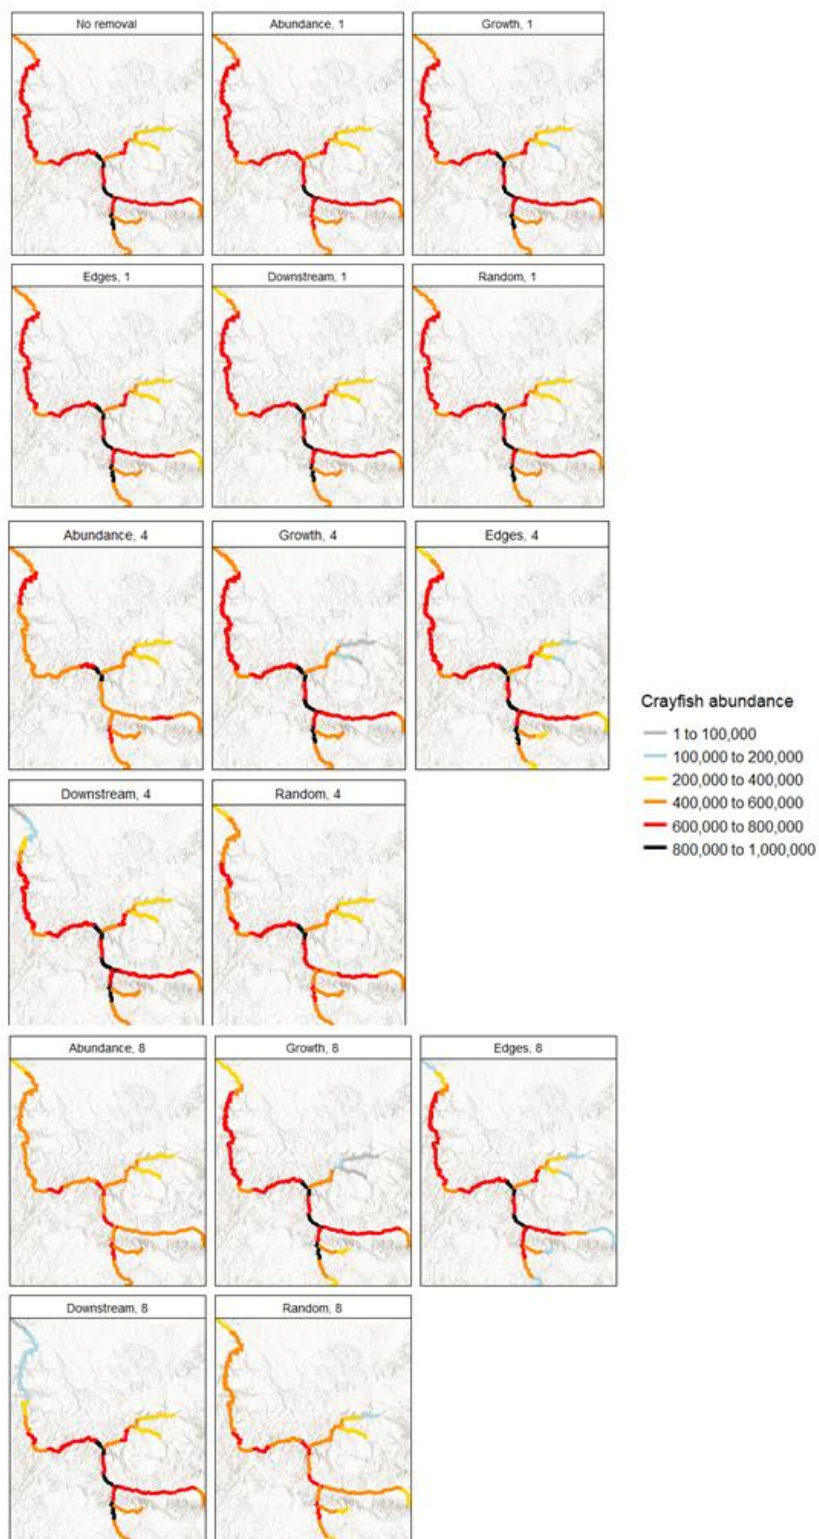 No removal
Abundance, 1
Growth, 1
Edges, 1
Downstream, 1
Random, 1
Abundance, 4
Growth, 4
Edges, 4
Downstream, 4
Random, 4
Crayfish abundance
1 to 100,000
100,000 to 200,000
200,000 to 400,000
400,000 to 600,000
600,000 to 800,000
800,000 to 1,000,000
Abundance, 8
Growth, 8
Edges, 8
Downstream, 8
Random, 8